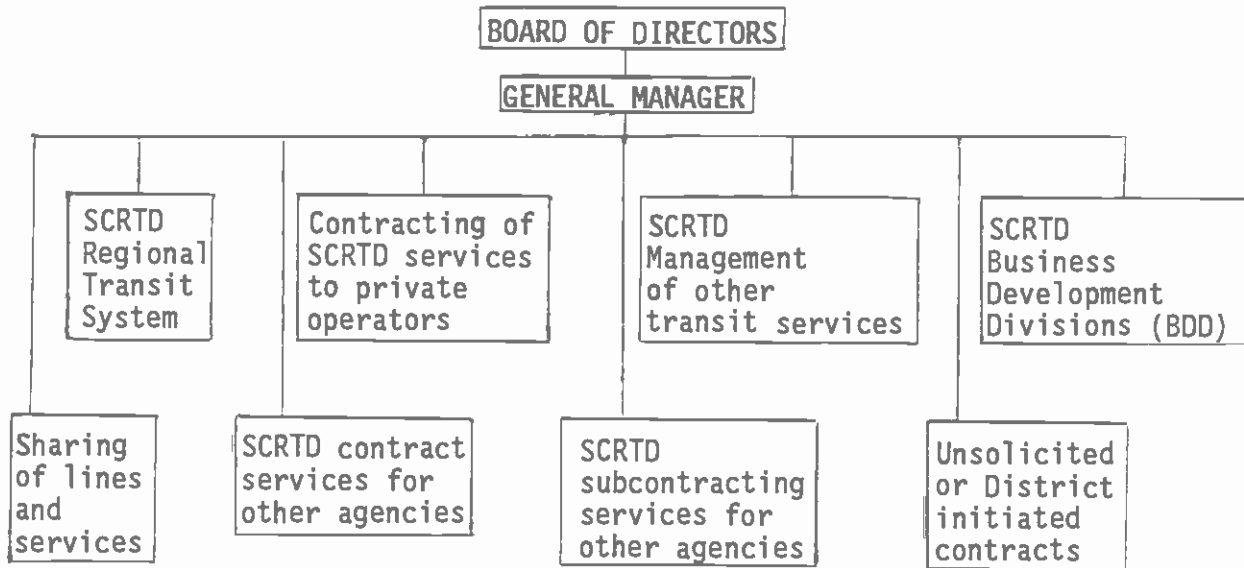 BOARD OF DIRECTORS
GENERAL MANAGER
SCRTD
Regional
Transit
System
Contracting of
SCRTD services
to private
operators
SCRTD
Management
of other
transit services
SCRTD
Business
Development
Divisions (BDD)
Sharing
of lines
and
services
SCRTD contract
services for
other agencies
SCRTD
subcontracting
services for
other agencies
Unsolicited
or District
initiated
contracts